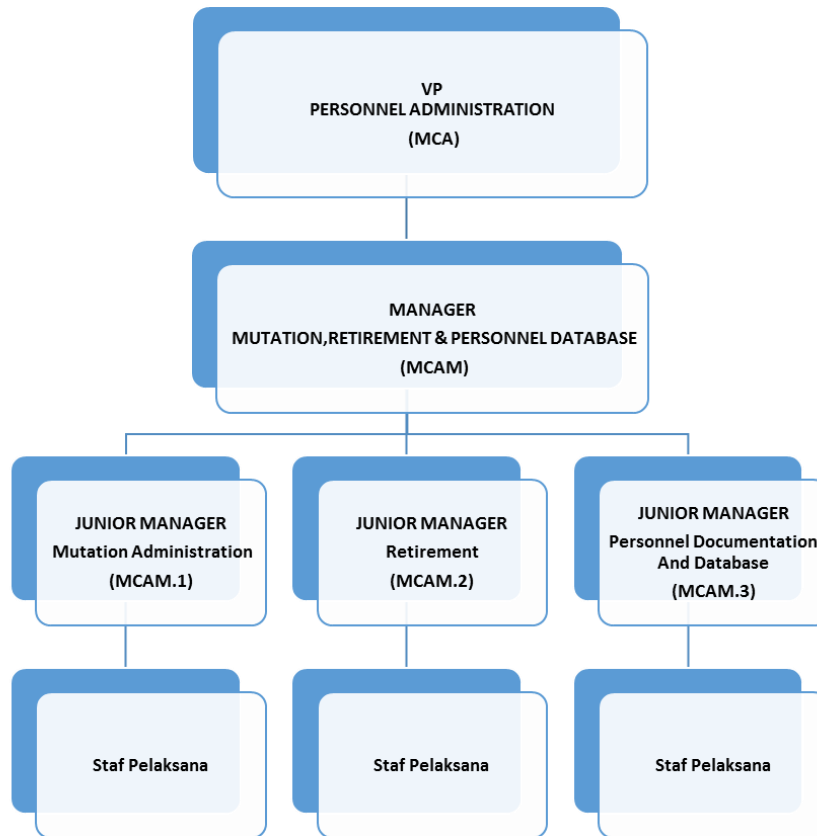 VP
PERSONNEL ADMINISTRATION
(MCA)
MANAGER
MUTATION,RETIREMENT & PERSONNEL DATABASE
(MCAM)
JUNIOR MANAGER
Mutation Administration
(MCAM.1)
JUNIOR MANAGER
Retirement
(MCAM.2)
JUNIOR MANAGER
Personnel Documentation
And Database
(MCAM.3)
Staf Pelaksana
Staf Pelaksana
Staf Pelaksana